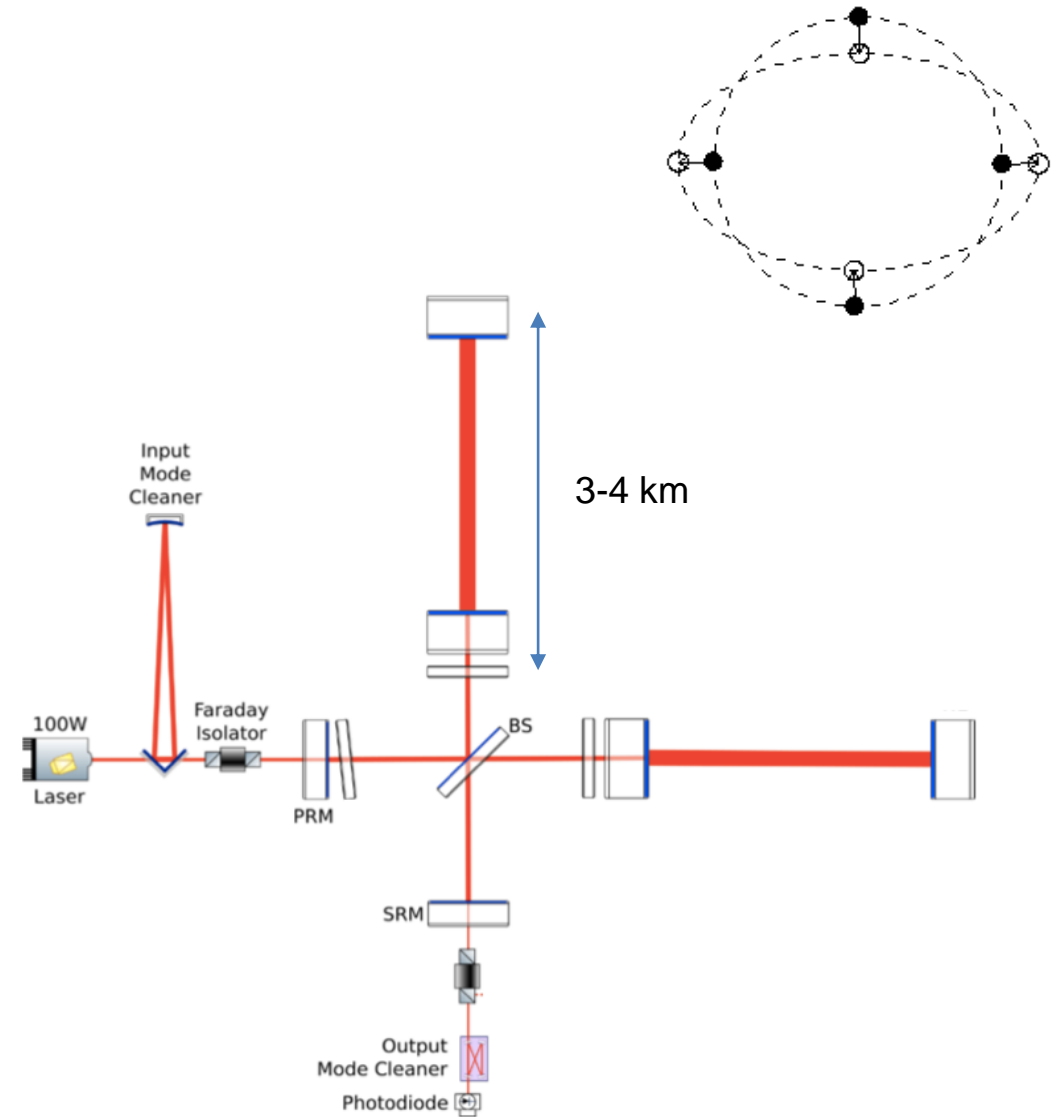 Input
Mode
Cleaner
3-4 km
100W
Laser
Faraday
Isolator
PRM
BS
SRM
Output
Mode Cleaner
Photodiode